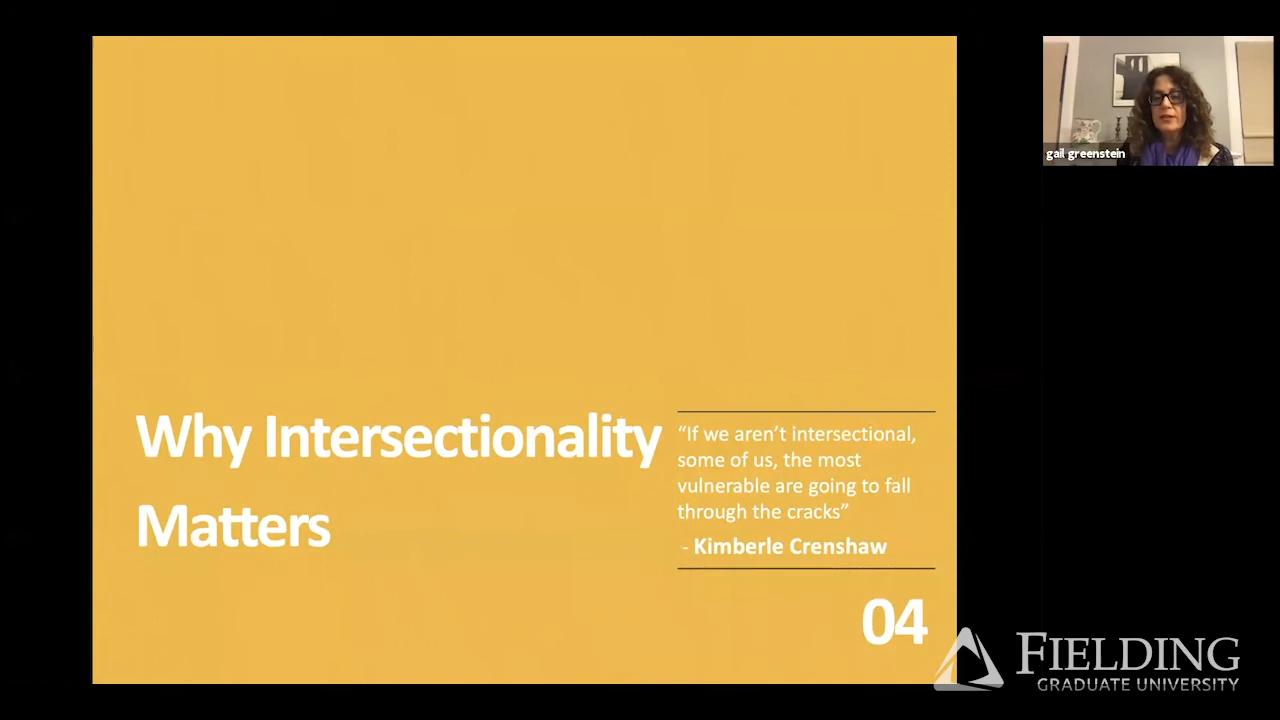 gail greenstein
Why Intersectionality
Matters
“If we aren’t intersectional,
some of us, the most
vulnerable are going to fall
through the cracks”
- Kimberle Crenshaw
04
FIELDING
GRADUATE UNIVERSITY